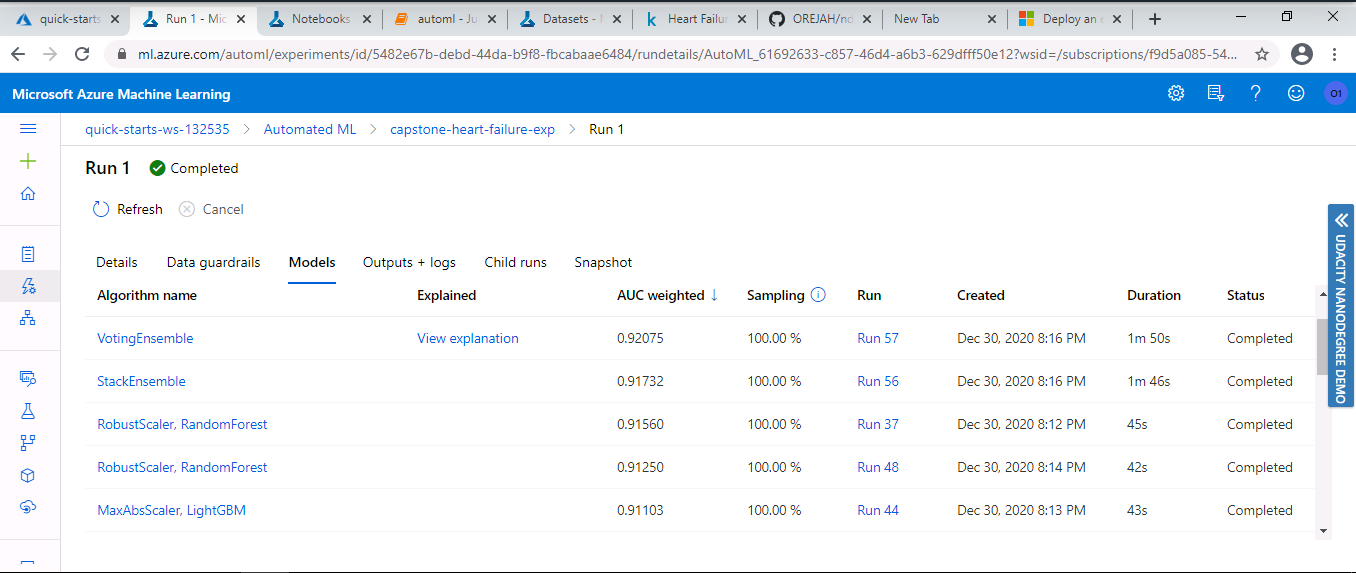 quick-starts
Run 1 - Mic
Notebooks
automl - Ju
Datasets -
Heart Failur
OREJAH/no
New Tab
Deploy an
ml.azure.com/automl/experiments/id/5482e67b-debd-44da-b9f8-fbcabaae6484/rundetails/AutoML_61692633-c857-46d4-a6b3-629dfff50e12?wsid=/subscriptions/f9d5a085-54...
Microsoft Azure Machine Learning
O1
quick-starts-ws-132535 > Automated ML > capstone-heart-failure-exp > Run 1
Run 1 Completed
Refresh Cancel
Details Data guardrails Models Outputs + logs Child runs Snapshot
Algorithm name Explained AUC weighted ↓ Sampling Run Created Duration Status
VotingEnsemble View explanation 0.92075 100.00 % Run 57 Dec 30, 2020 8:16 PM 1m 50s Completed
StackEnsemble 0.91732 100.00 % Run 56 Dec 30, 2020 8:16 PM 1m 46s Completed
RobustScaler, RandomForest 0.91560 100.00 % Run 37 Dec 30, 2020 8:12 PM 45s Completed
RobustScaler, RandomForest 0.91250 100.00 % Run 48 Dec 30, 2020 8:14 PM 42s Completed
MaxAbsScaler, LightGBM 0.91103 100.00 % Run 44 Dec 30, 2020 8:13 PM 43s Completed
UDACITY NANODEGREE DEMO